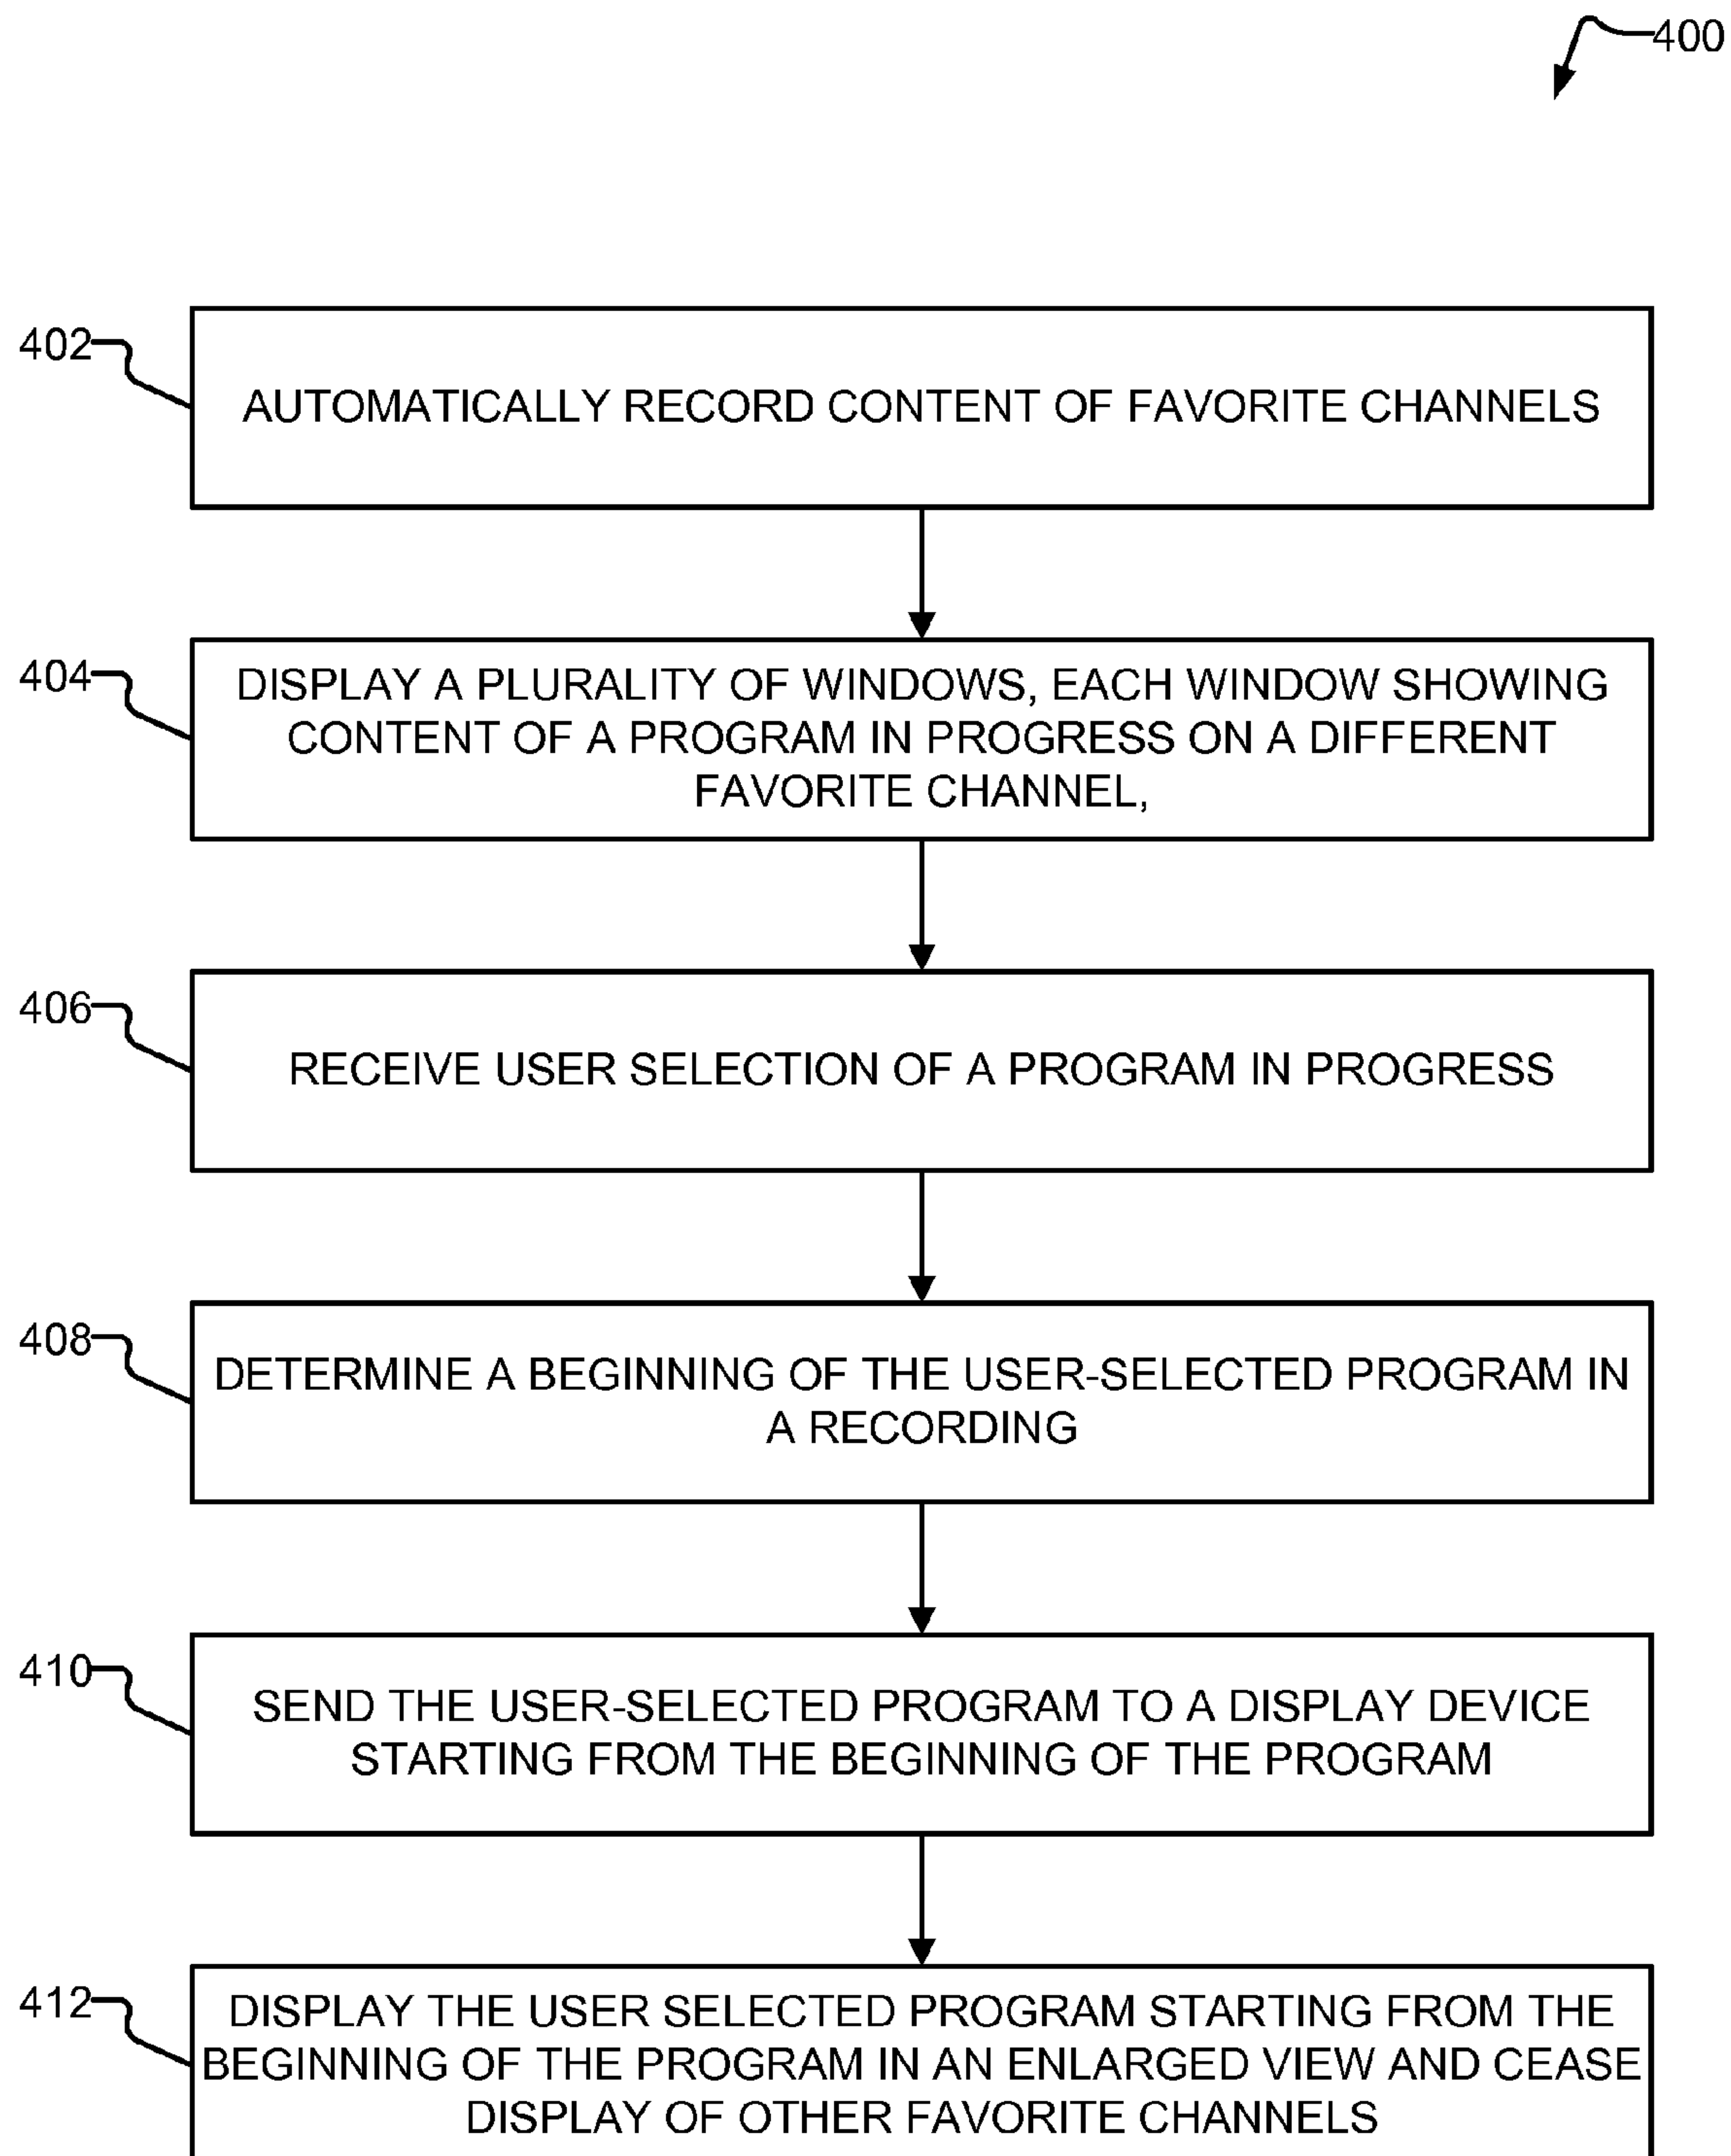 400
402
AUTOMATICALLY RECORD CONTENT OF FAVORITE CHANNELS
404
DISPLAY A PLURALITY OF WINDOWS, EACH WINDOW SHOWING
CONTENT OF A PROGRAM IN PROGRESS ON A DIFFERENT
FAVORITE CHANNEL,
406
RECEIVE USER SELECTION OF A PROGRAM IN PROGRESS
408
DETERMINE A BEGINNING OF THE USER-SELECTED PROGRAM IN
A RECORDING
410
SEND THE USER-SELECTED PROGRAM TO A DISPLAY DEVICE
STARTING FROM THE BEGINNING OF THE PROGRAM
412
DISPLAY THE USER SELECTED PROGRAM STARTING FROM THE
BEGINNING OF THE PROGRAM IN AN ENLARGED VIEW AND CEASE
DISPLAY OF OTHER FAVORITE CHANNELS